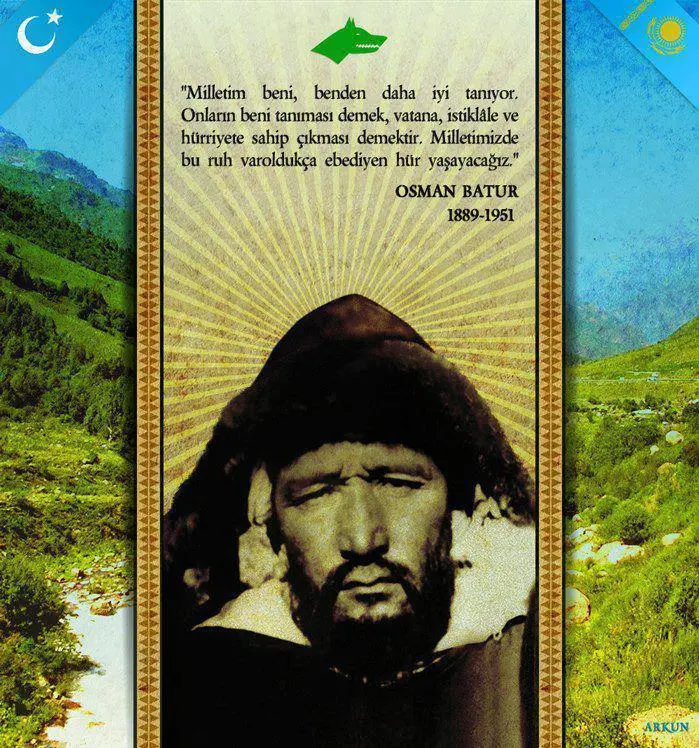 "Milletim beni, benden daha iyi tanıyor.
Onların beni tanıması demek, vatana, istiklâle ve
hürriyete sahip çıkması demektir. Milletimizde
bu ruh varoldukça ebediyen hür yaşayacağız."
OSMAN BATUR
1889-1951
ARKUN